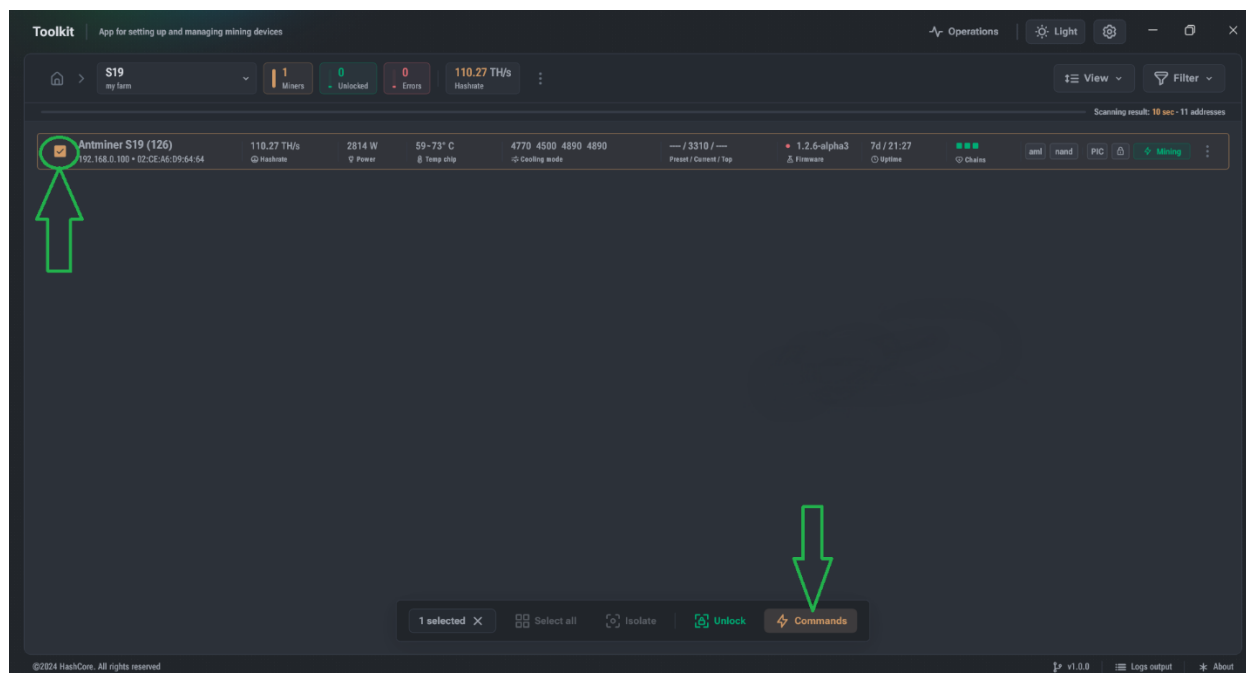 Toolkit App for setting up and managing mining devices Operations Light
S19 1 0 0 110.27 TH/s View Filter
my farm Miners Unlocked Errors Hashrate
Scanning result: 10 sec - 11 addresses
Antminer S19 (126) 110.27 TH/s 2814 W 59~73° C 4770 4500 4890 4890 — / 3310 / — 1.2.6-alpha3 7d / 21:27 aml nand PIC Mining
192.168.0.100 • 02:CE:A6:D9:64:64 Hashrate Power Temp chip Cooling mode Preset / Current / Top Firmware Uptime Chains
1 selected X Select all Isolate Unlock Commands
©2024 HashCore. All rights reserved v1.0.0 Logs output About